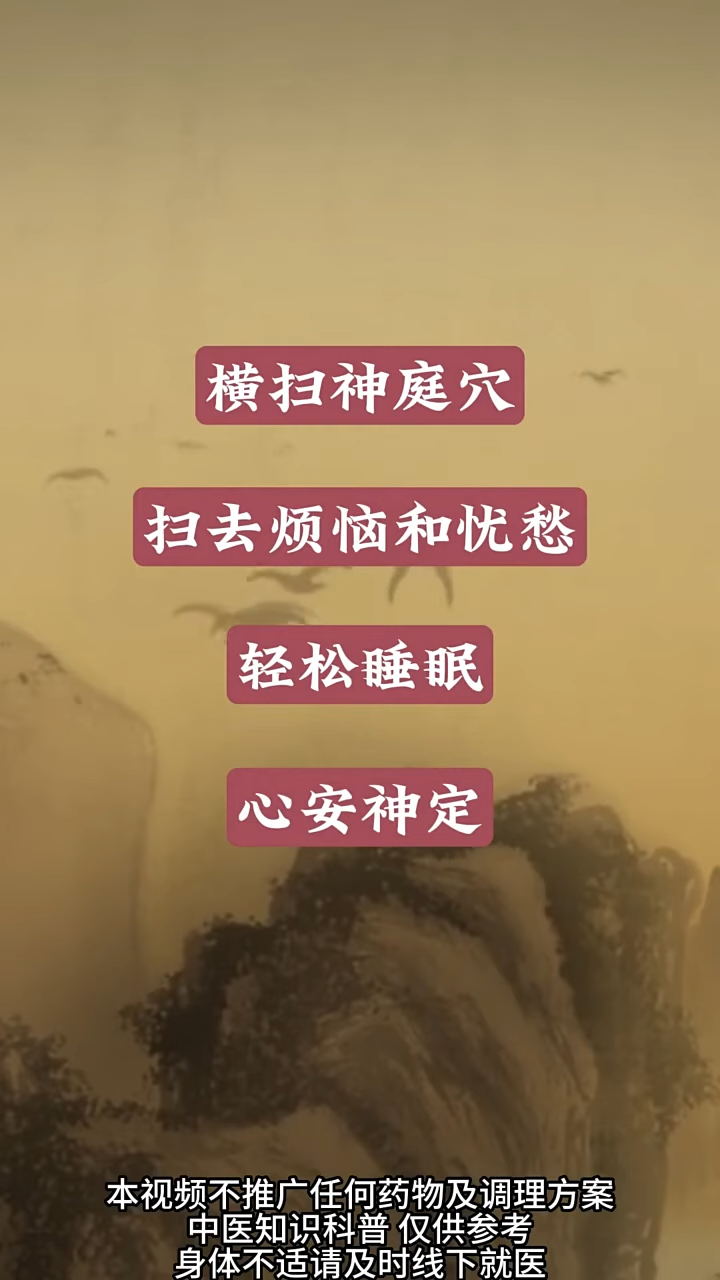 横扫神庭穴
扫去烦恼和忧愁
轻松睡眠
心安神定
本视频不推广任何药物及调理方案
中医知识科普 仅供参考
身体不适请及时线下就医